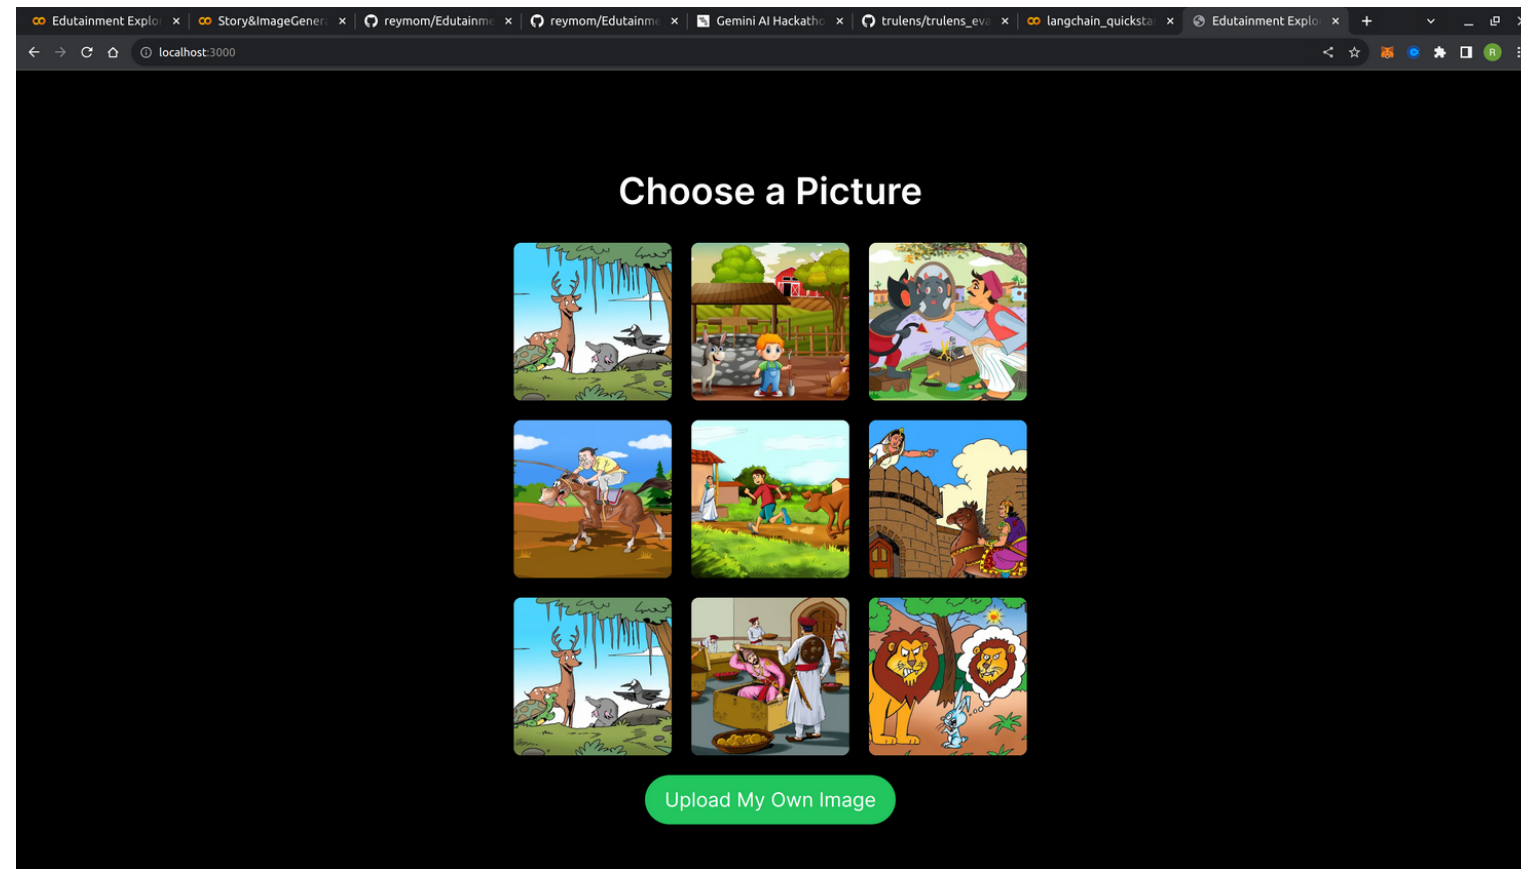 Edutainment Explo
Story&ImageGenera
reymom/Edutainme
reymom/Edutainme
Gemini AI Hackatho
trulens/trulens_eva
langchain_quicksta
Edutainment Explo
localhost:3000
R
Choose a Picture
Upload My Own Image